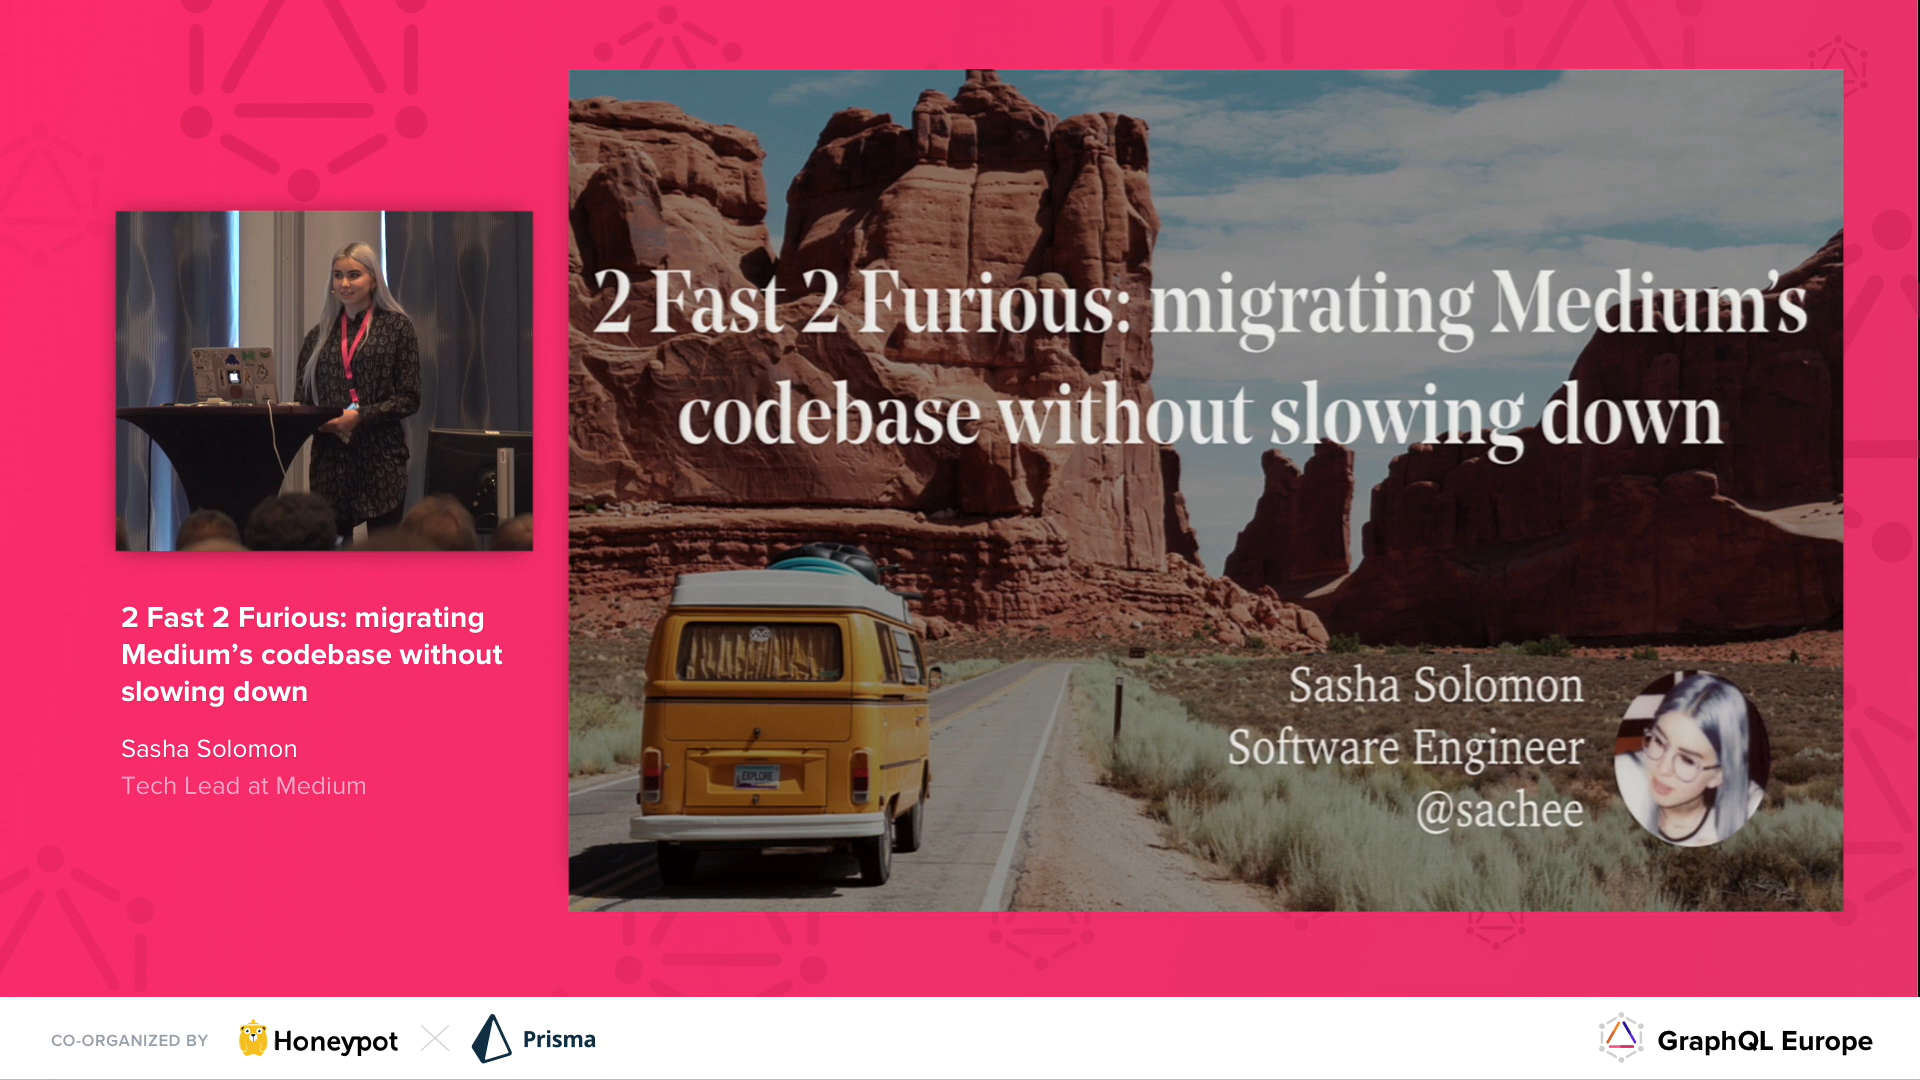 2 Fast 2 Furious: migrating Medium’s
codebase without slowing down
Sasha Solomon
Software Engineer
@sachee
EXPLORE
2 Fast 2 Furious: migrating
Medium’s codebase without
slowing down
Sasha Solomon
Tech Lead at Medium
CO-ORGANIZED BY
Honeypot
Prisma
GraphQL Europe